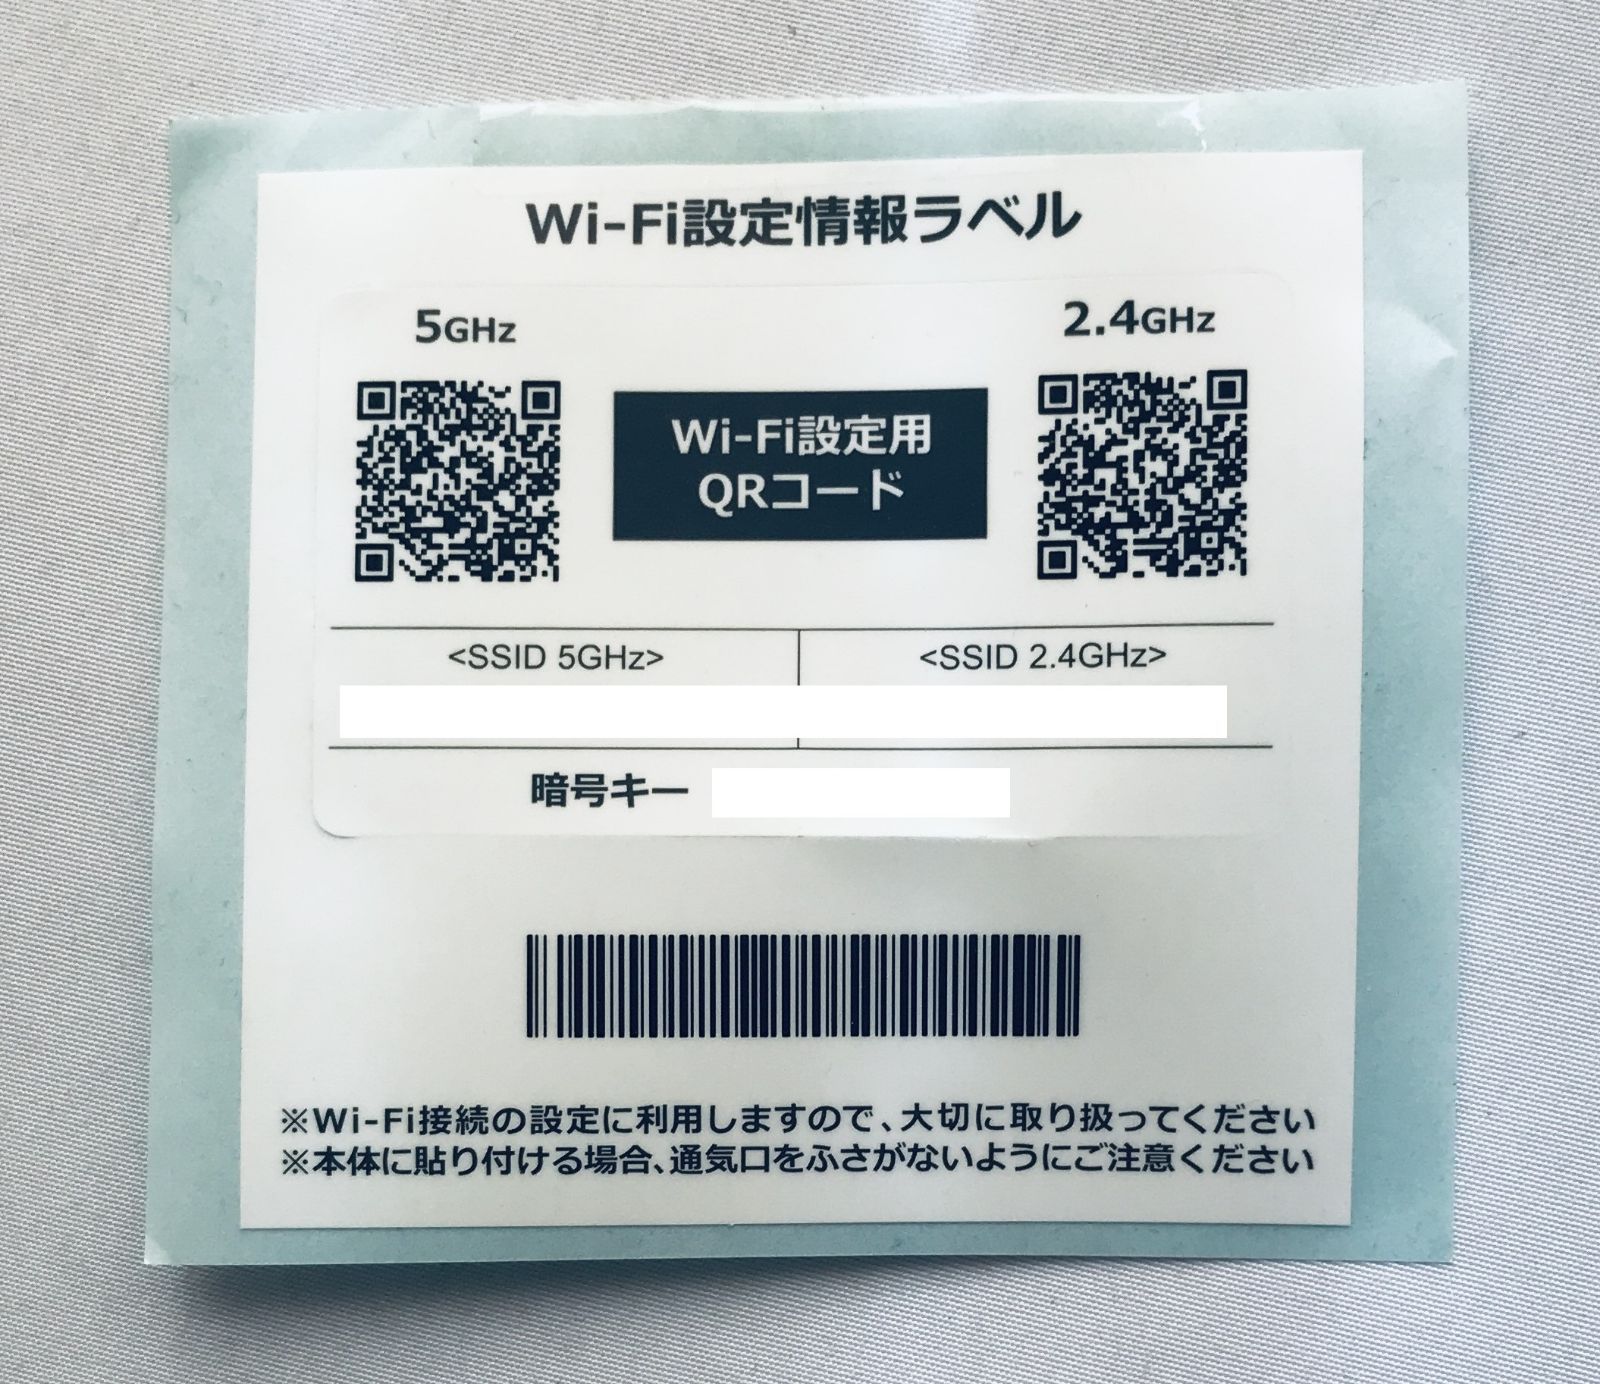 Wi-Fi設定情報ラベル
5GHz
2.4GHz
Wi-Fi設定用
QRコード
<SSID 5GHz>
<SSID 2.4GHz>
暗号キー
※Wi-Fi接続の設定に利用しますので、大切に取り扱ってください
※本体に貼り付ける場合、通気口をふさがないようにご注意ください